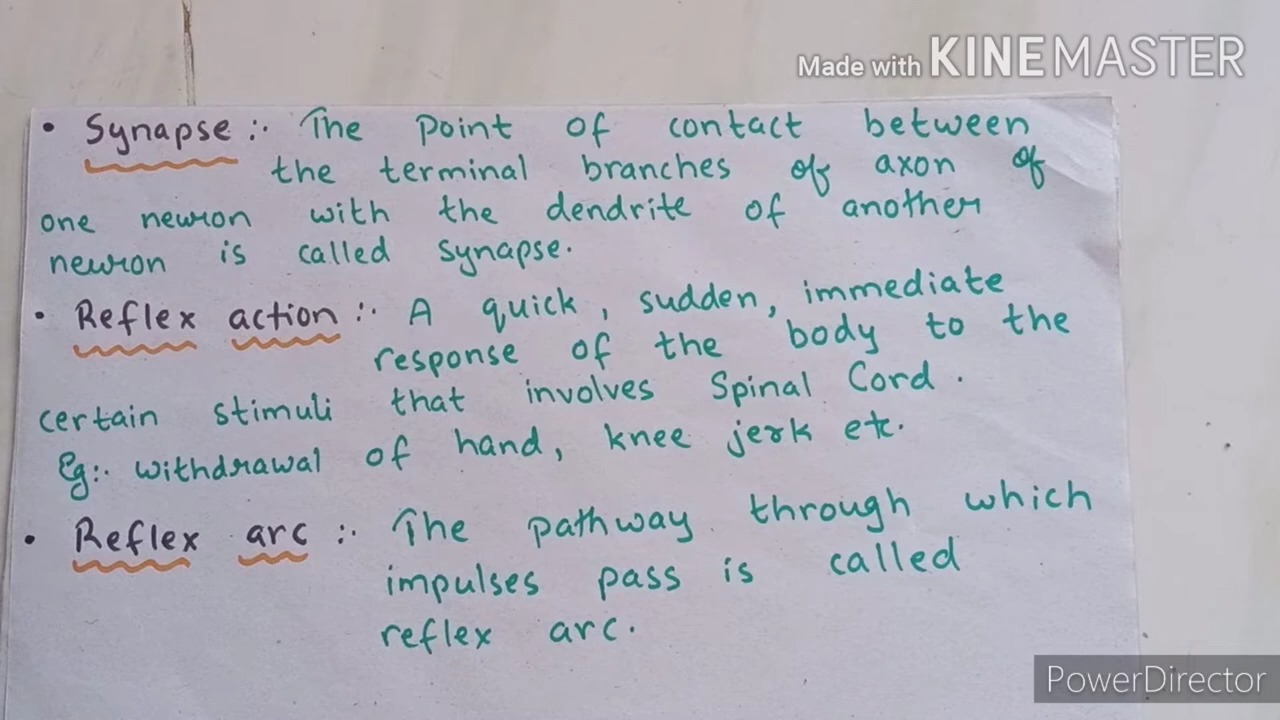 Made with KINEMASTER
• Synapse :. The point of contact between
the terminal branches of axon of
one neuron with the dendrite of another
neuron is called synapse.
• Reflex action :. A quick, sudden, immediate
response of the body to the
certain stimuli that involves Spinal Cord.
Eg:. withdrawal of hand, knee jerk etc.
• Reflex arc :. The pathway through which
impulses pass is called
reflex arc.
PowerDirector